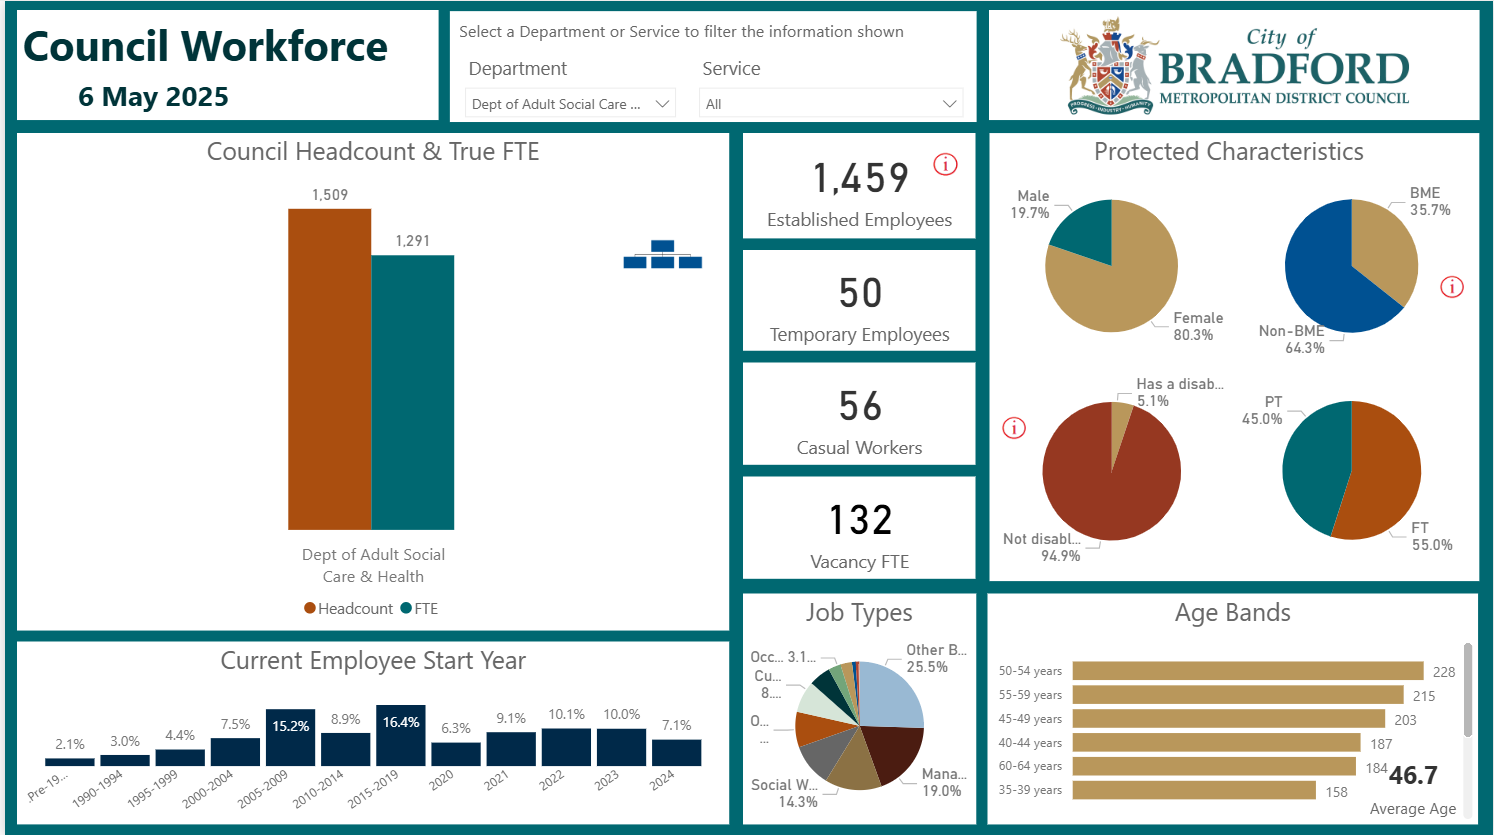 Council Workforce
6 May 2025
Select a Department or Service to filter the information shown
Department
Service
Dept of Adult Social Care ...
All
City of
BRADFORD
METROPOLITAN DISTRICT COUNCIL
PROGRESS · INDUSTRY · HUMANITY
Council Headcount & True FTE
1,509
1,291
Dept of Adult Social
Care & Health
Headcount
FTE
1,459
Established Employees
50
Temporary Employees
56
Casual Workers
132
Vacancy FTE
Protected Characteristics
Male
19.7%
Female
80.3%
BME
35.7%
Non-BME
64.3%
Has a disab...
5.1%
Not disabl...
94.9%
PT
45.0%
FT
55.0%
Current Employee Start Year
2.1%
3.0%
4.4%
7.5%
15.2%
8.9%
16.4%
6.3%
9.1%
10.1%
10.0%
7.1%
.Pre-19...
1990-1994
1995-1999
2000-2004
2005-2009
2010-2014
2015-2019
2020
2021
2022
2023
2024
Job Types
Occ... 3.1...
Other B...
25.5%
Cu...
8....
O...
...
Social W...
14.3%
Mana...
19.0%
Age Bands
50-54 years 228
55-59 years 215
45-49 years 203
40-44 years 187
60-64 years 184
35-39 years 158
46.7
Average Age